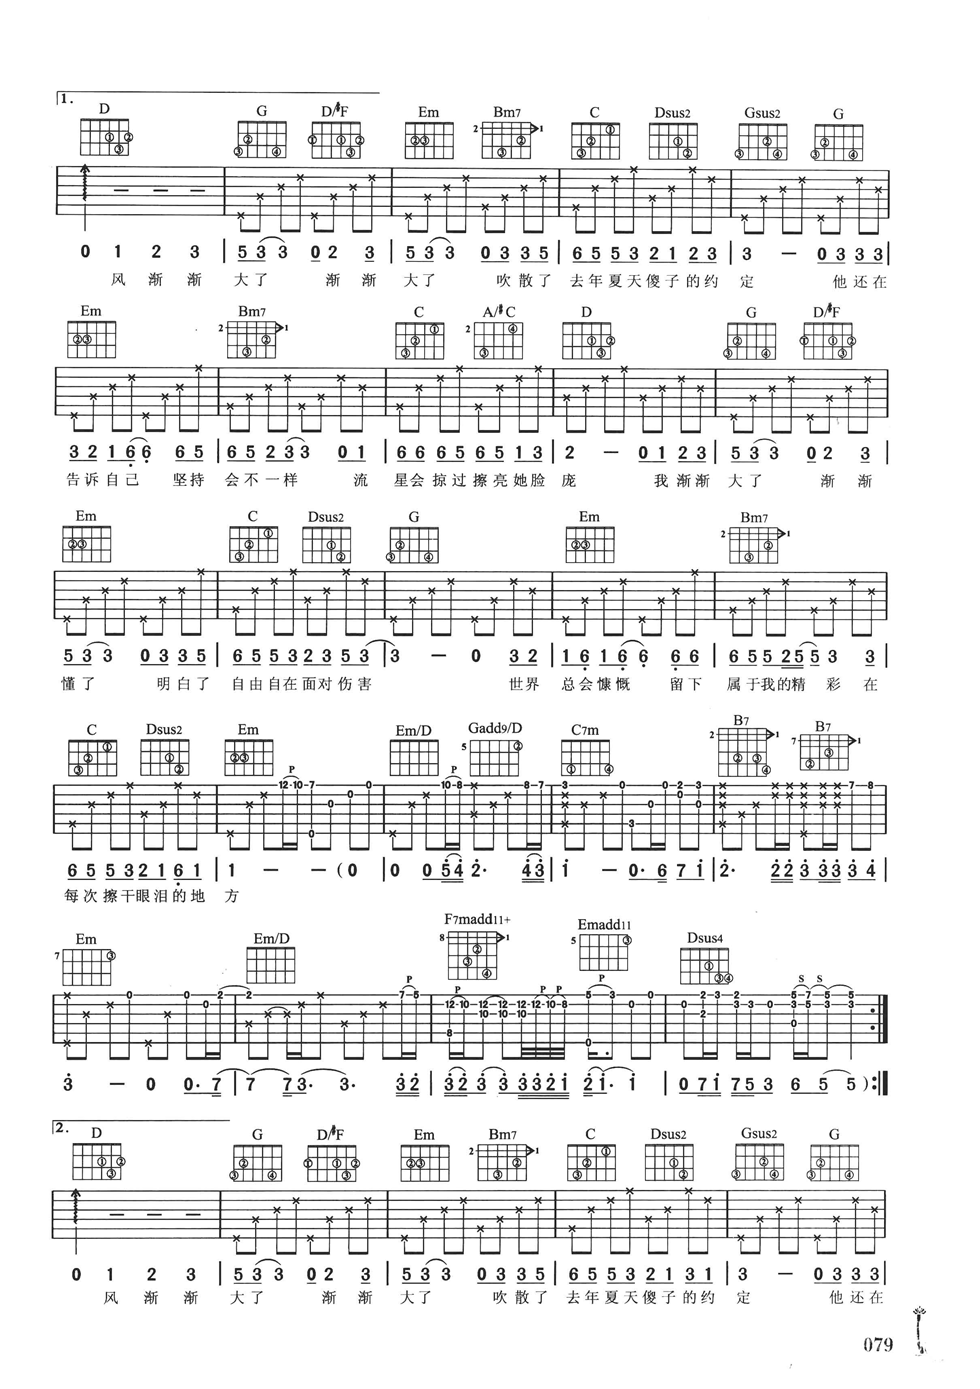 1.
D G D/#F Em Bm7 C Dsus2 Gsus2 G
0 1 2 3 | 5 3 3 0 2 3 | 5 3 3 0 3 3 5 | 6 5 5 3 2 1 2 3 | 3 － 0 3 3 3
风 渐 渐 大 了 渐 渐 大 了 吹 散 了 去 年 夏 天 傻 子 的 约 定 他 还 在
Em Bm7 C A/#C D G D/#F
3 2 1 6 6 6 5 | 6 5 2 3 3 0 1 | 6 6 6 5 6 5 1 3 | 2 － 0 1 2 3 | 5 3 3 0 2 3
告 诉 自 己 坚 持 会 不 一 样 流 星 会 掠 过 擦 亮 她 脸 庞 我 渐 渐 大 了 渐 渐
Em C Dsus2 G Em Bm7
5 3 3 0 3 3 5 | 6 5 5 3 2 3 5 3 | 3 － 0 3 2 | 1 6 1 6 6 6 6 | 6 5 5 2 5 5 3 3
懂 了 明 白 了 自 由 自 在 面 对 伤 害 世 界 总 会 慷 慨 留 下 属 于 我 的 精 彩 在
C Dsus2 Em Em/D Gadd9/D C7m B7 B7
6 5 5 3 2 1 6 1 | 1 － － (0 | 0 0 5 4 2· 4 3 | 1 － 0· 6 7 1 | 2· 2 2 3 3 3 3 4
每 次 擦 干 眼 泪 的 地 方
Em Em/D F7madd11+ Emadd11 Dsus4
3 － 0 0· 7 | 7 7 3· 3· 3 2 | 3 2 3 3 3 3 2 1 2 1· 1 | 0 7 1 7 5 3 6 5 5 ) :||
2.
D G D/#F Em Bm7 C Dsus2 Gsus2 G
0 1 2 3 | 5 3 3 0 2 3 | 5 3 3 0 3 3 5 | 6 5 5 3 2 1 3 1 | 3 － 0 3 3 3
风 渐 渐 大 了 渐 渐 大 了 吹 散 了 去 年 夏 天 傻 子 的 约 定 他 还 在
079